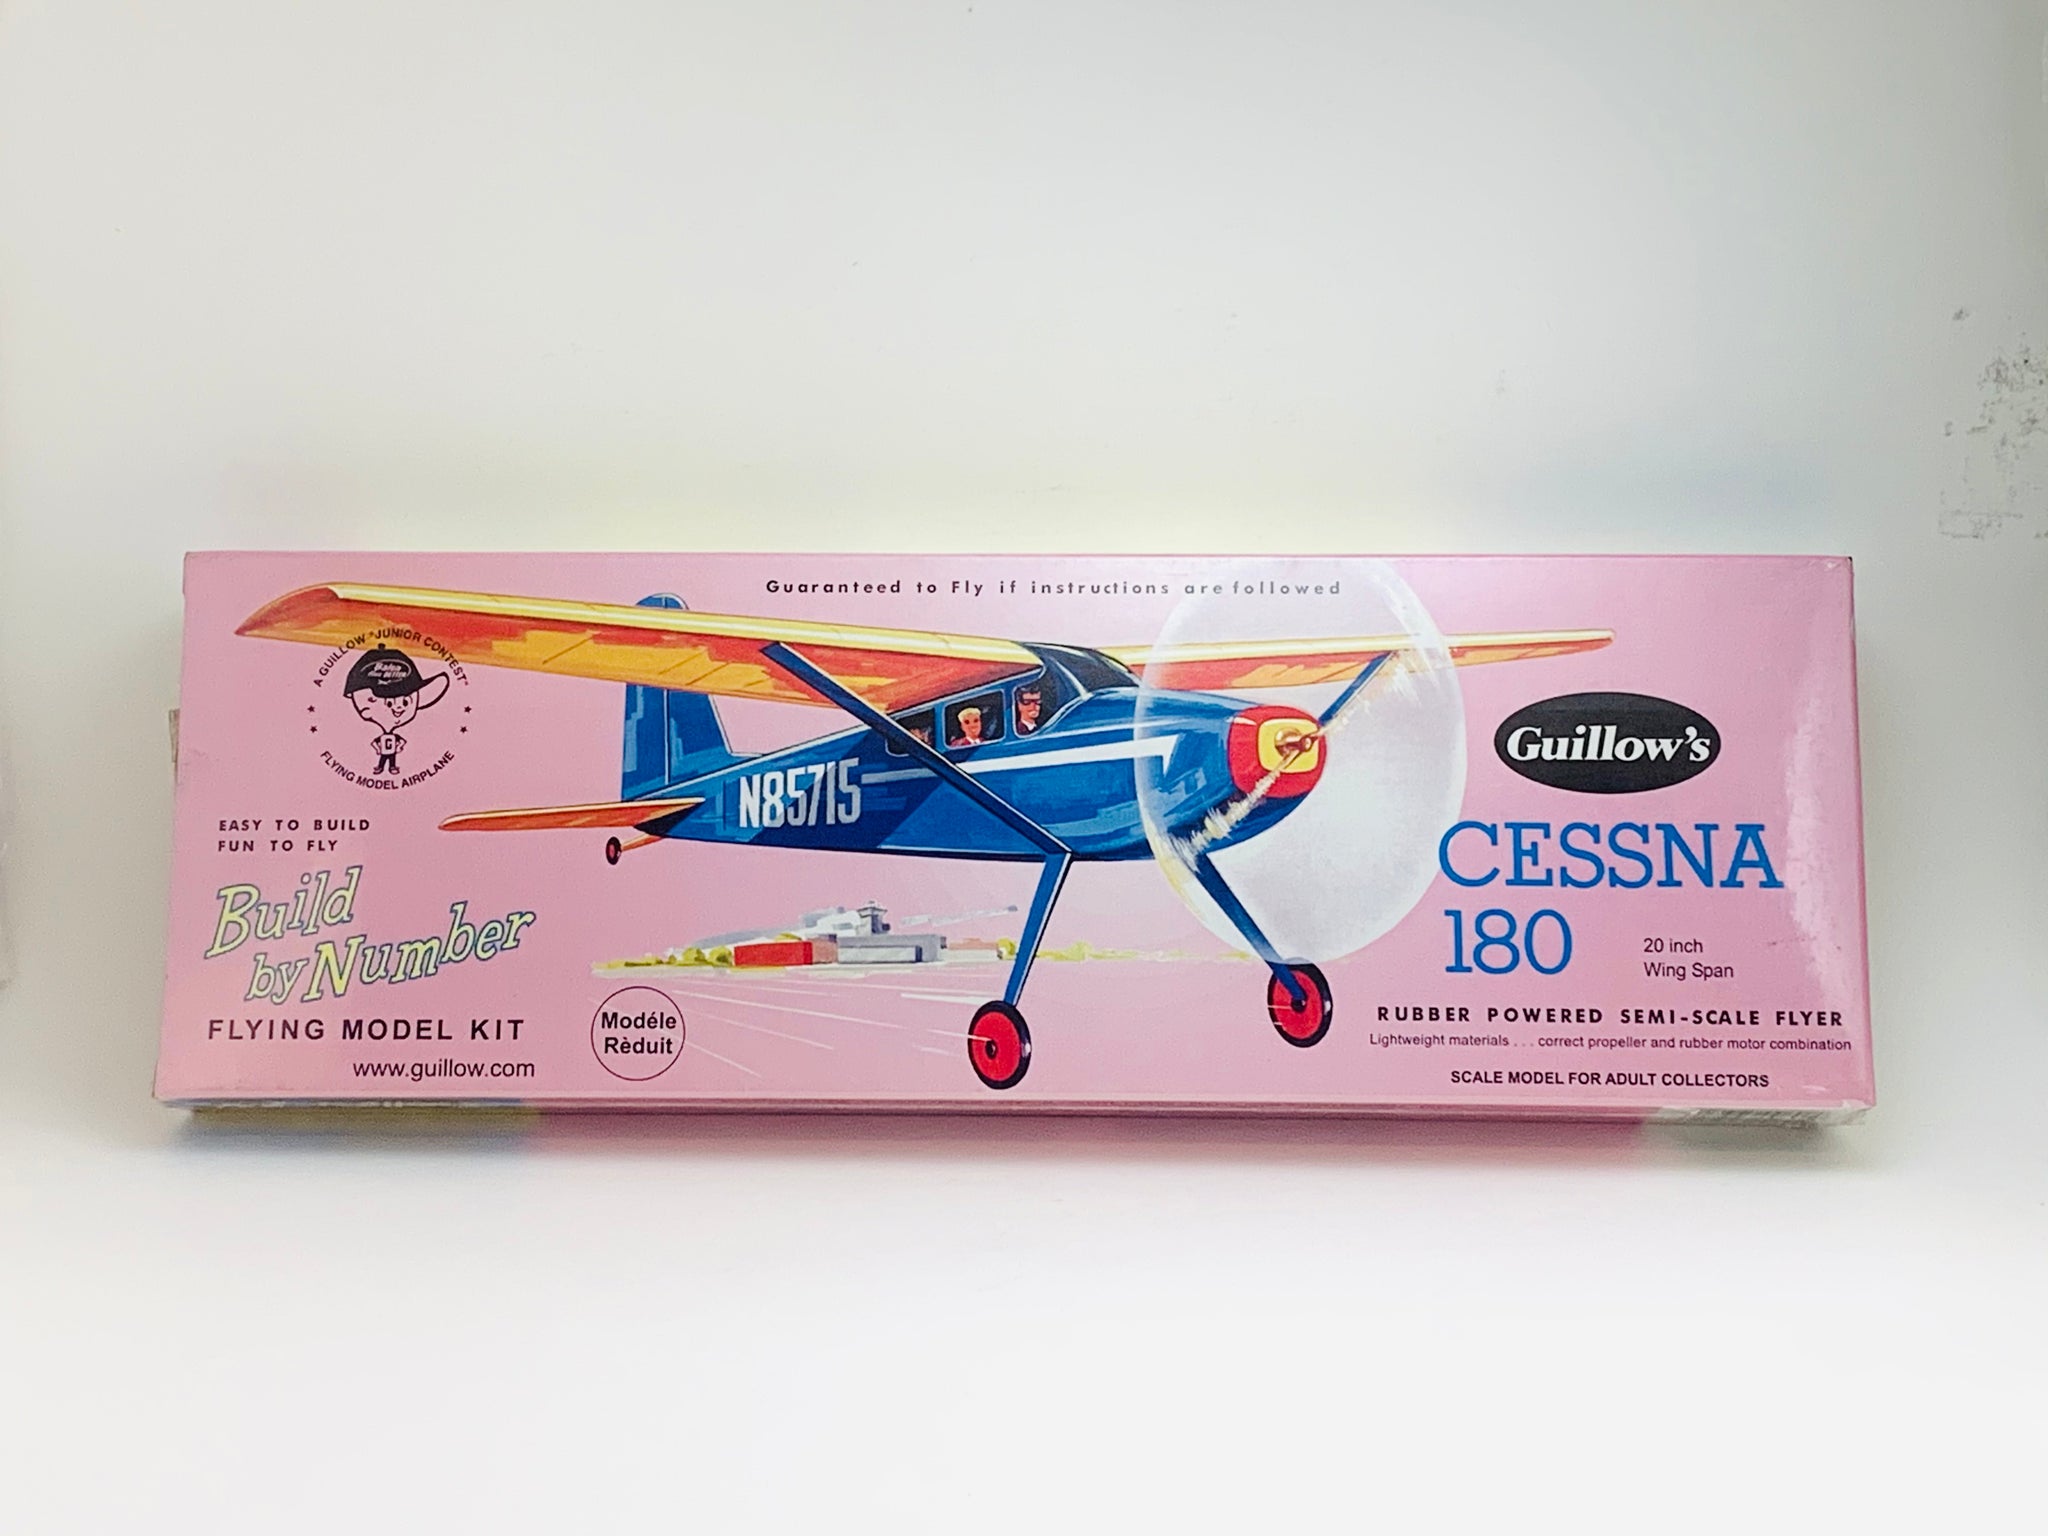 Guaranteed to Fly if instructions are followed
A GUILLOW "JUNIOR CONTEST"
FLYING MODEL AIRPLANE
G
EASY TO BUILD
FUN TO FLY
Build
by Number
FLYING MODEL KIT
www.guillow.com
N85715
Modéle
Rèduit
Guillow's
CESSNA
180
20 inch
Wing Span
RUBBER POWERED SEMI-SCALE FLYER
Lightweight materials . . . correct propeller and rubber motor combination
SCALE MODEL FOR ADULT COLLECTORS